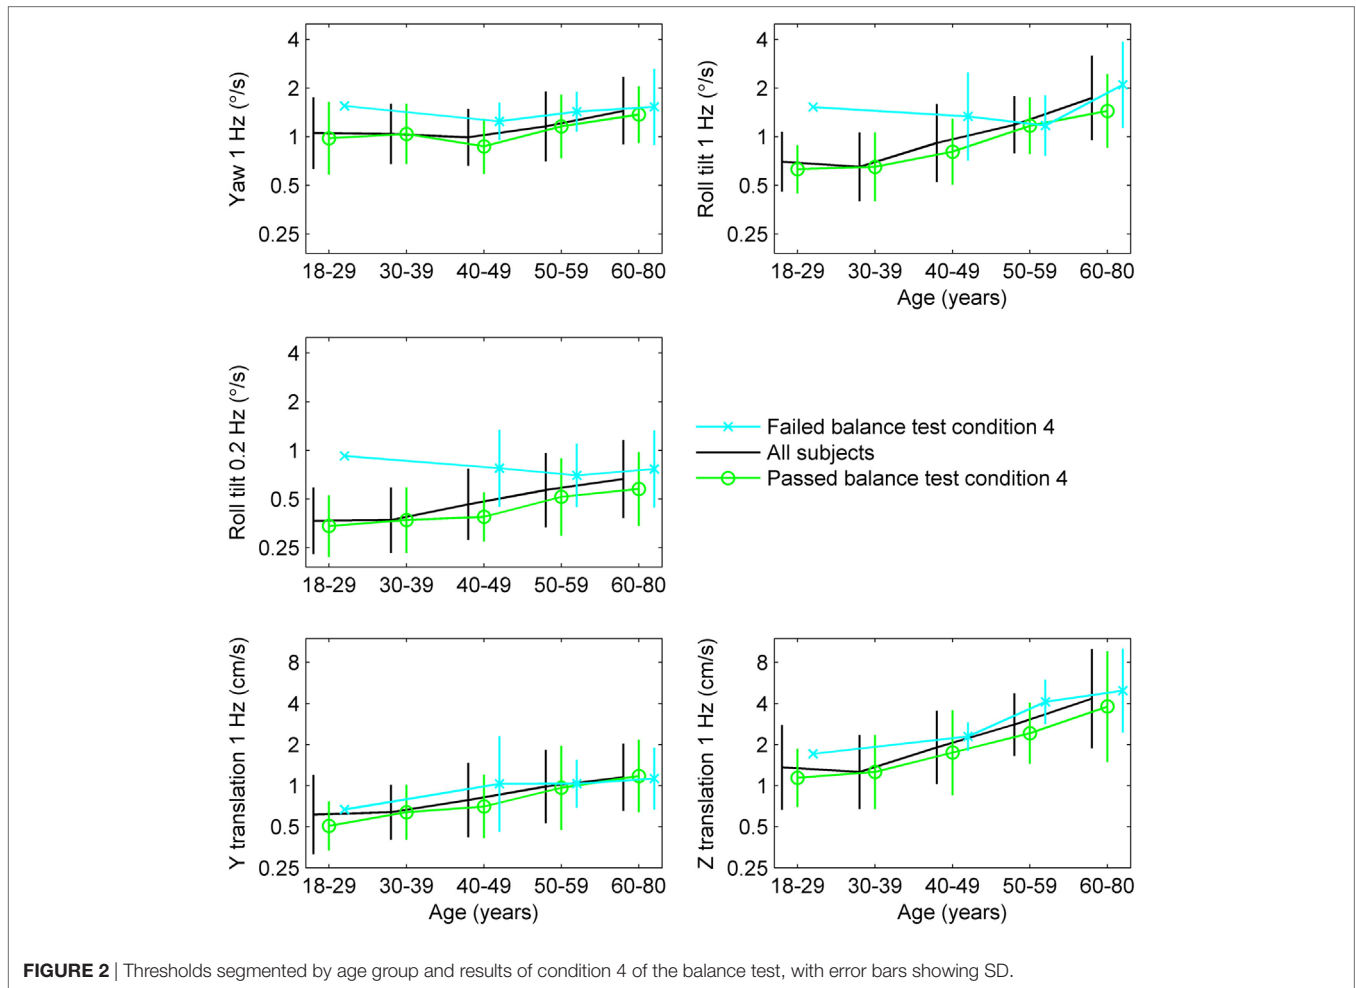 Yaw 1 Hz (°/s)
4
2
1
0.5
0.25
18-29 30-39 40-49 50-59 60-80
Roll tilt 1 Hz (°/s)
4
2
1
0.5
0.25
18-29 30-39 40-49 50-59 60-80
Age (years)
Roll tilt 0.2 Hz (°/s)
4
2
1
0.5
0.25
18-29 30-39 40-49 50-59 60-80
Failed balance test condition 4
All subjects
Passed balance test condition 4
Y translation 1 Hz (cm/s)
8
4
2
1
0.5
0.25
18-29 30-39 40-49 50-59 60-80
Age (years)
Z translation 1 Hz (cm/s)
8
4
2
1
0.5
0.25
18-29 30-39 40-49 50-59 60-80
Age (years)
FIGURE 2 | Thresholds segmented by age group and results of condition 4 of the balance test, with error bars showing SD.